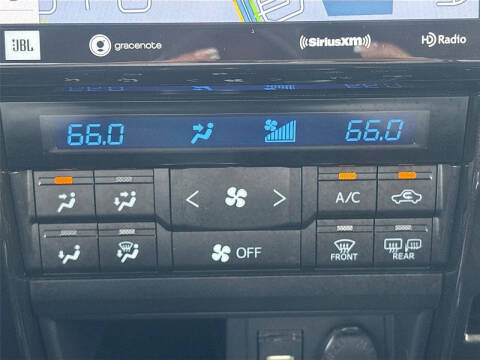 JBL gracenote SiriusXM HD Radio
66.0 66.0
A/C
OFF FRONT REAR